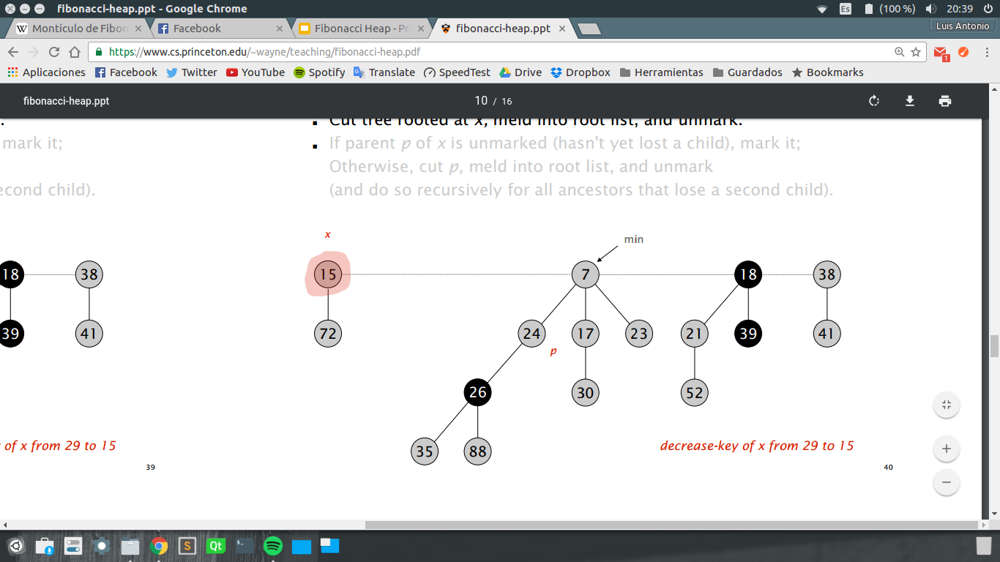 fibonacci-heap.ppt - Google Chrome
Es
(100 %)
20:39
W Montículo de Fibon
Facebook
Fibonacci Heap - Pr
fibonacci-heap.ppt
Luis Antonio
https://www.cs.princeton.edu/~wayne/teaching/fibonacci-heap.pdf
1
Aplicaciones
Facebook
Twitter
YouTube
Spotify
Translate
SpeedTest
Drive
Dropbox
Herramientas
Guardados
Bookmarks
fibonacci-heap.ppt
10 / 16
▪ Cut tree rooted at x, meld into root list, and unmark.
mark it;
▪ If parent p of x is unmarked (hasn't yet lost a child), mark it;
Otherwise, cut p, meld into root list, and unmark
econd child).
(and do so recursively for all ancestors that lose a second child).
x
min
18 38
15 7 18 38
39 41
72 24 17 23 21 39 41
p
26 30 52
35 88
of x from 29 to 15
decrease-key of x from 29 to 15
39
40
S
Qt